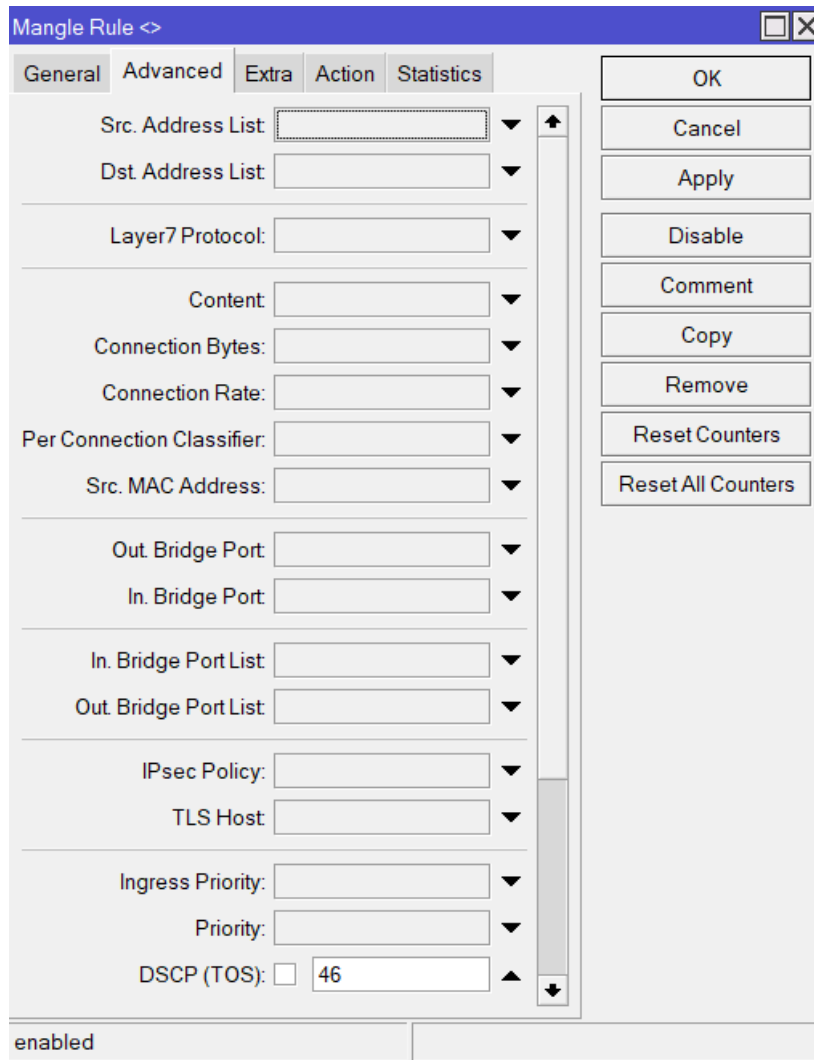 Mangle Rule <>
General Advanced Extra Action Statistics
Src. Address List:
Dst. Address List:
Layer7 Protocol:
Content:
Connection Bytes:
Connection Rate:
Per Connection Classifier:
Src. MAC Address:
Out. Bridge Port:
In. Bridge Port:
In. Bridge Port List:
Out. Bridge Port List:
IPsec Policy:
TLS Host:
Ingress Priority:
Priority:
DSCP (TOS): 46
OK
Cancel
Apply
Disable
Comment
Copy
Remove
Reset Counters
Reset All Counters
enabled